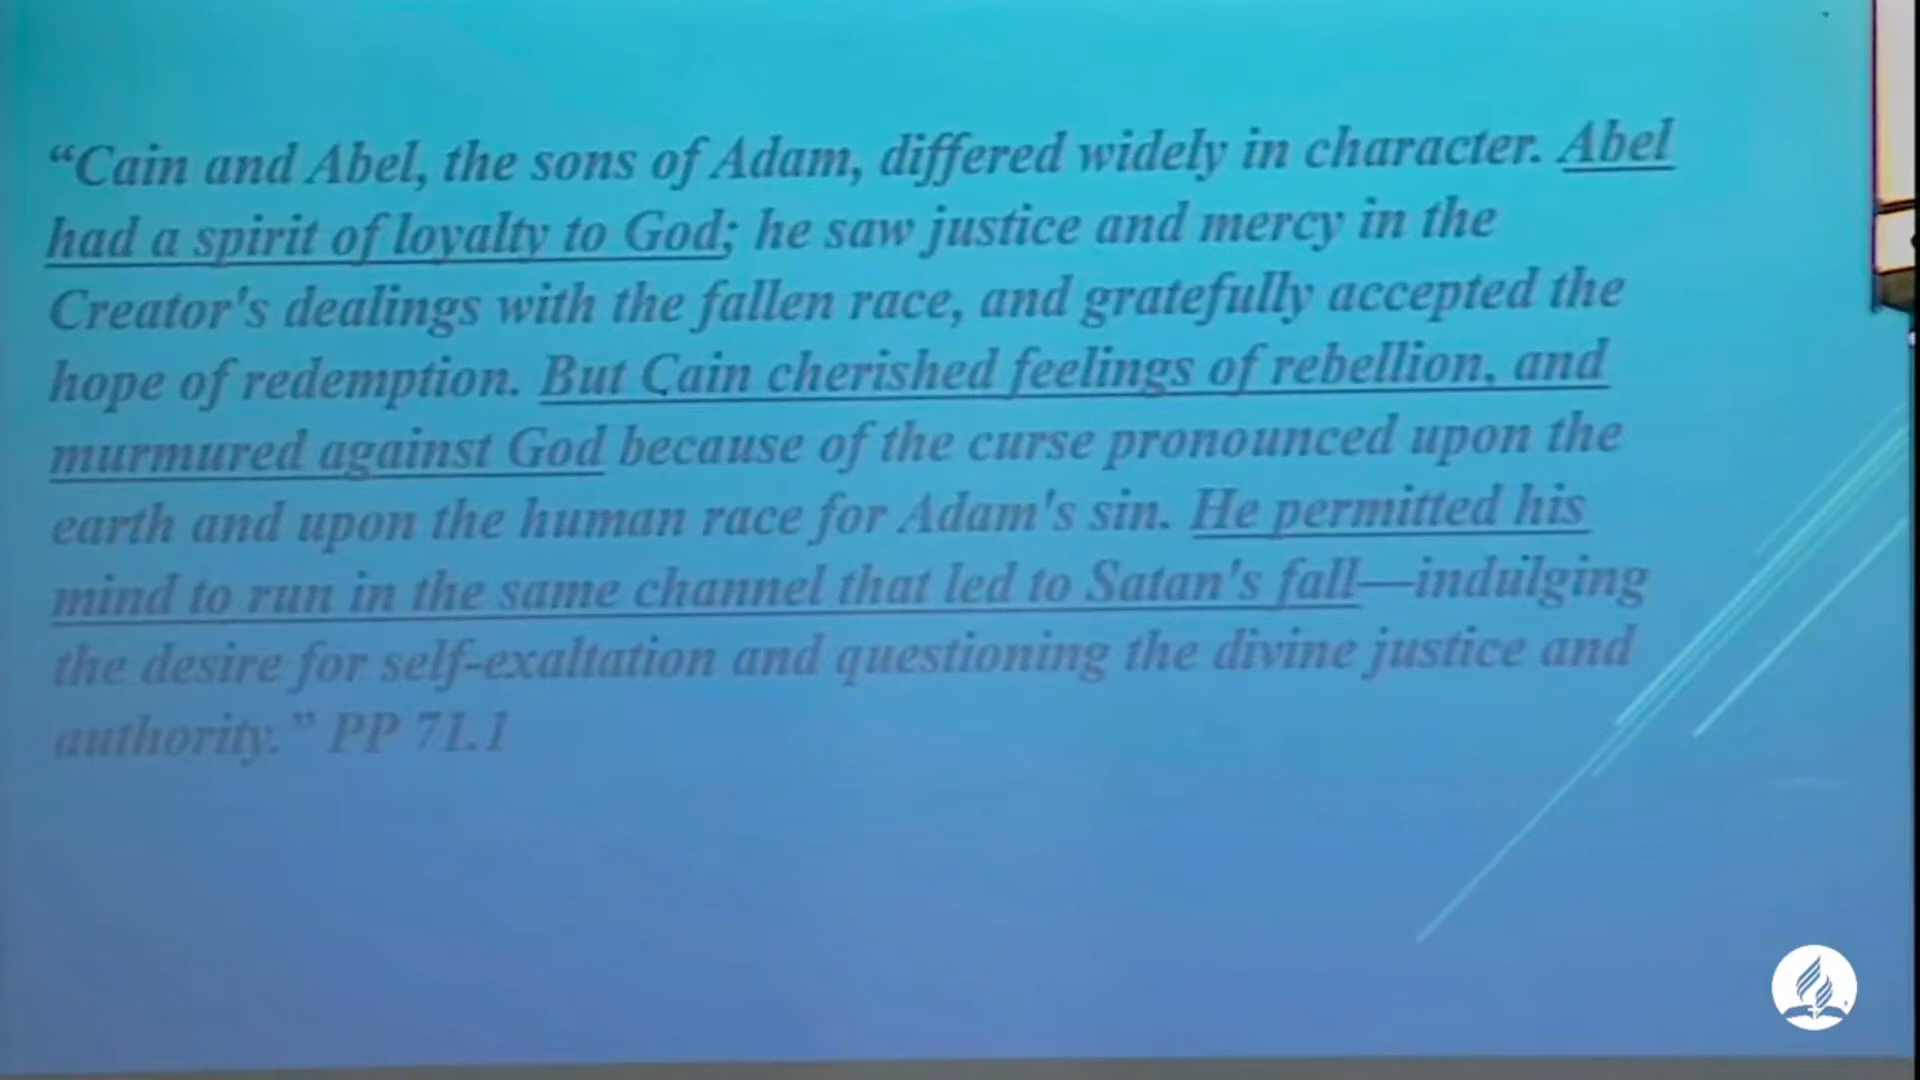 “Cain and Abel, the sons of Adam, differed widely in character. Abel
had a spirit of loyalty to God; he saw justice and mercy in the
Creator's dealings with the fallen race, and gratefully accepted the
hope of redemption. But Cain cherished feelings of rebellion, and
murmured against God because of the curse pronounced upon the
earth and upon the human race for Adam's sin. He permitted his
mind to run in the same channel that led to Satan's fall—indulging
the desire for self-exaltation and questioning the divine justice and
authority.” PP 71.1